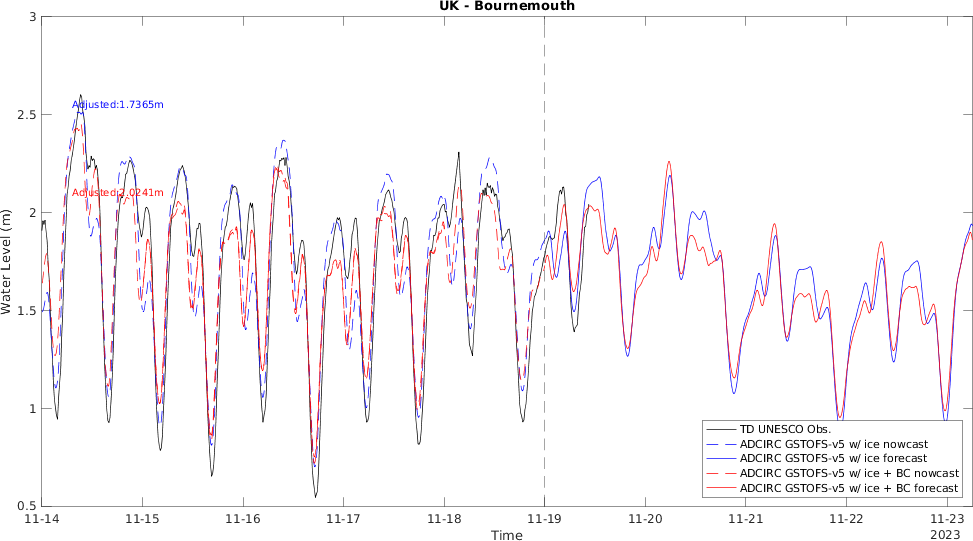 UK - Bournemouth
3
2.5
2
1.5
1
0.5
Water Level (m)
Adjusted:1.7365m
Adjusted:2.0241m
TD UNESCO Obs.
ADCIRC GSTOFS-v5 w/ ice nowcast
ADCIRC GSTOFS-v5 w/ ice forecast
ADCIRC GSTOFS-v5 w/ ice + BC nowcast
ADCIRC GSTOFS-v5 w/ ice + BC forecast
11-14 11-15 11-16 11-17 11-18 11-19 11-20 11-21 11-22 11-23
2023
Time